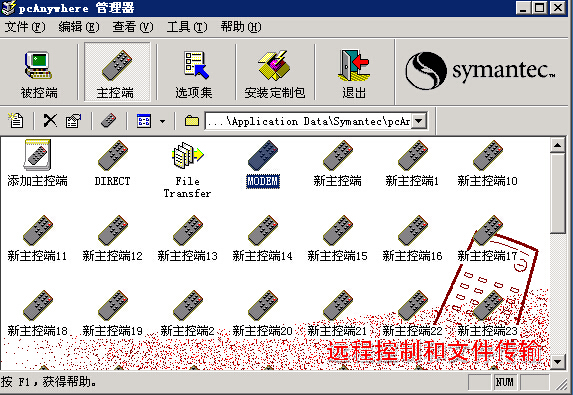 pcAnywhere 管理器
文件(F) 编辑(E) 查看(V) 工具(T) 帮助(H)
被控端 主控端 选项集 安装定制包 退出 symantec™
...\Application Data\Symantec\pcAr
添加主控端 DIRECT File Transfer MODEM 新主控端 新主控端1 新主控端10
新主控端11 新主控端12 新主控端13 新主控端14 新主控端15 新主控端16 新主控端17
新主控端18 新主控端19 新主控端2 新主控端20 新主控端21 新主控端22 新主控端23
远程控制和文件传输
按 F1，获得帮助。 NUM